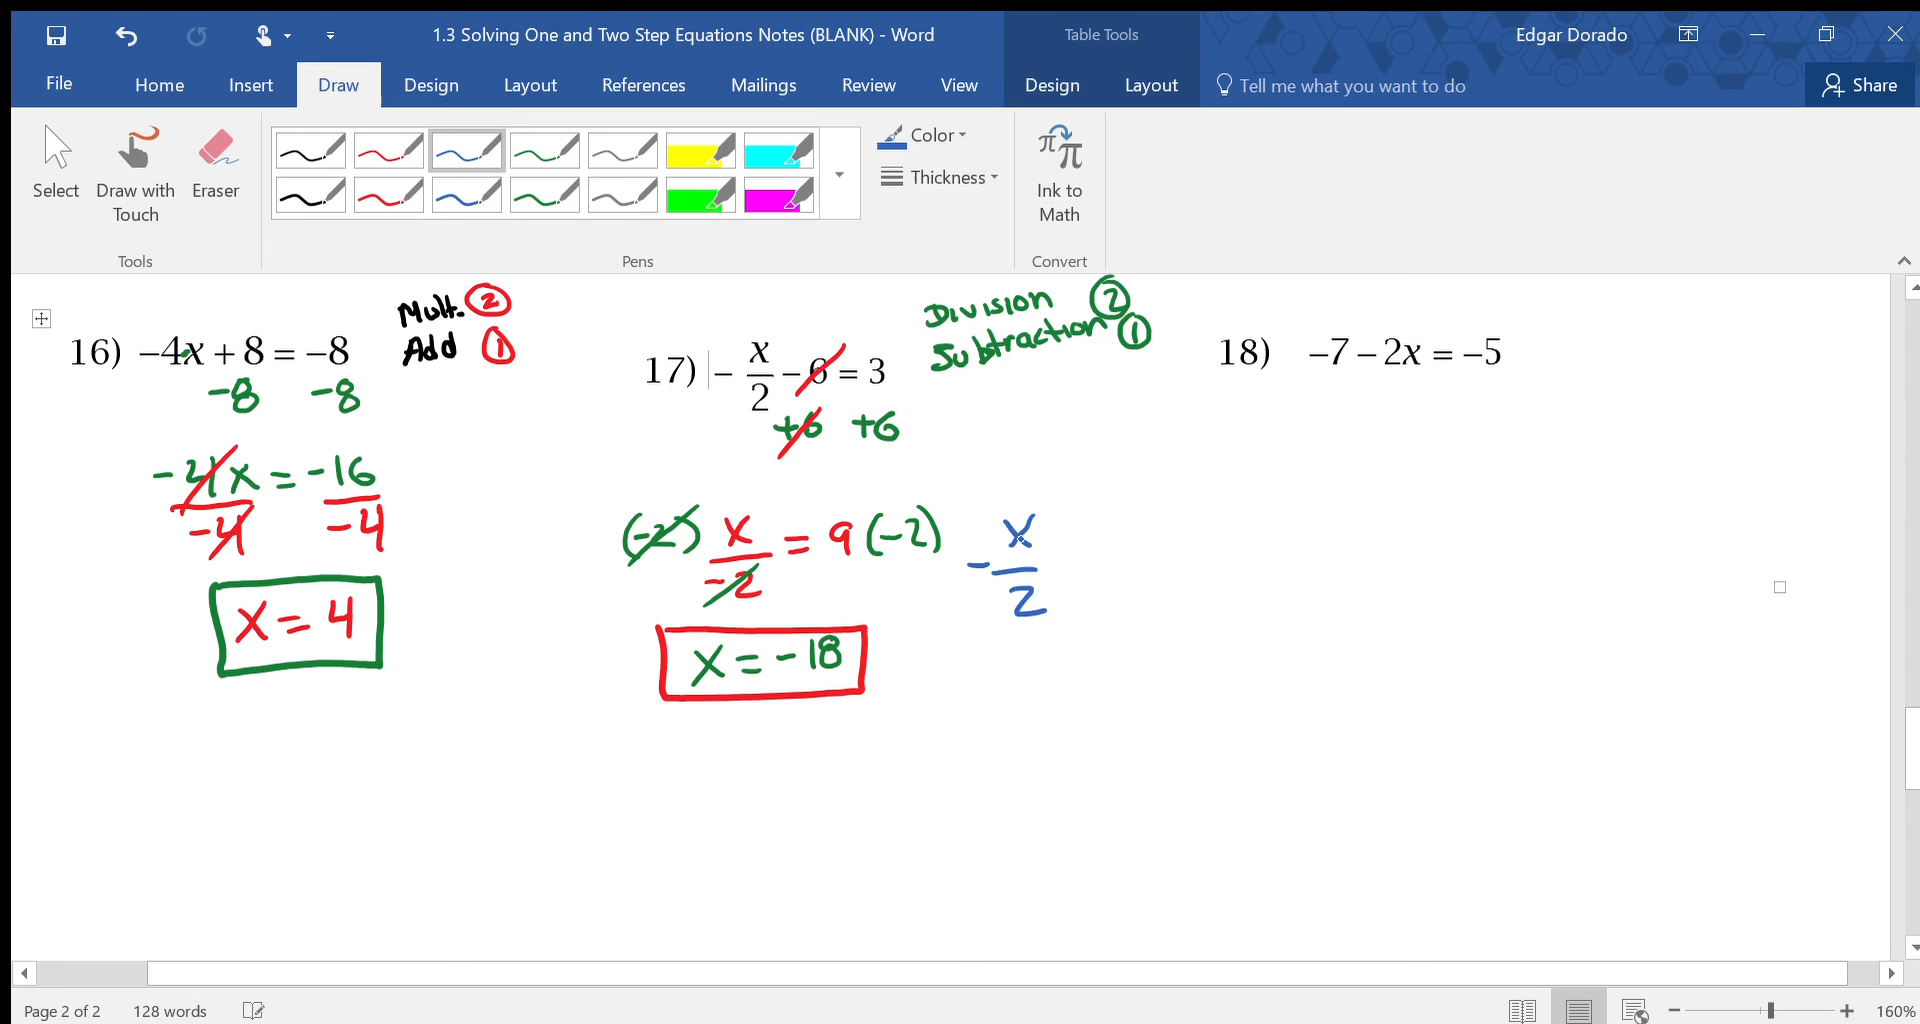 1.3 Solving One and Two Step Equations Notes (BLANK) - Word
Table Tools
Edgar Dorado
File Home Insert Draw Design Layout References Mailings Review View Design Layout Tell me what you want to do Share
Select
Draw with Touch
Eraser
Color
Thickness
Ink to Math
Tools
Pens
Convert
16) −4x + 8 = −8
Mult. 2
Add 1
-8 -8
-4x = -16
-4 -4
x = 4
17) − x/2 − 6 = 3
Division 2
Subtraction 1
+6 +6
(-2) x/-2 = 9 (-2)
- x/2
x = -18
18) −7 − 2x = −5
Page 2 of 2 128 words 160%